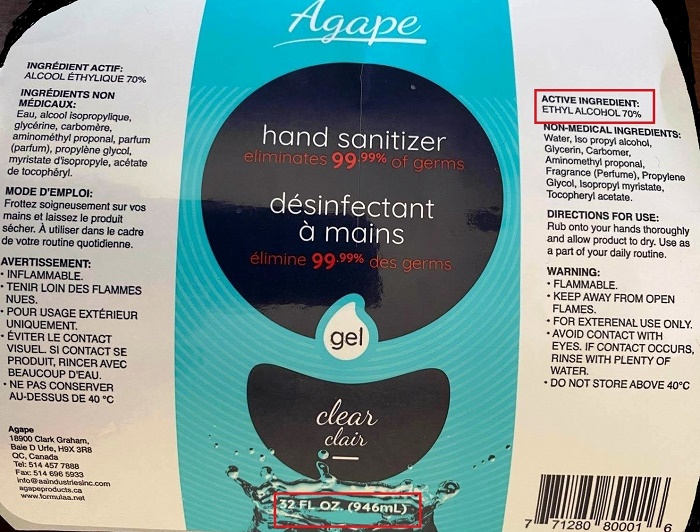 Agape
INGRÉDIENT ACTIF:
ALCOOL ÉTHYLIQUE 70%
INGRÉDIENTS NON
MÉDICAUX:
Eau, alcool isopropylique,
glycérine, carbomère,
aminométhyl proponal, parfum
(parfum), propylène glycol,
myristate d'isopropyle, acétate
de tocophéryl.
MODE D'EMPLOI:
Frottez soigneusement sur vos
mains et laissez le produit
sécher. À utiliser dans le cadre
de votre routine quotidienne.
AVERTISSEMENT:
• INFLAMMABLE.
• TENIR LOIN DES FLAMMES
NUES.
• POUR USAGE EXTÉRIEUR
UNIQUEMENT.
• ÉVITER LE CONTACT
VISUEL. SI CONTACT SE
PRODUIT, RINCER AVEC
BEAUCOUP D'EAU.
• NE PAS CONSERVER
AU-DESSUS DE 40 °C
Agape
18900 Clark Graham,
Baie D Urfe, H9X 3R8
QC, Canada
Tel: 514 457 7888
Fax: 514 696 5933
info@aaindustriesinc.com
agapeproducts.ca
www.formulaa.net
hand sanitizer
eliminates 99.99% of germs
désinfectant
à mains
élimine 99.99% des germs
gel
clear
clair
32 FL OZ. (946mL)
ACTIVE INGREDIENT:
ETHYL ALCOHOL 70%
NON-MEDICAL INGREDIENTS:
Water, Iso propyl alcohol,
Glycerin, Carbomer,
Aminomethyl proponal,
Fragrance (Perfume), Propylene
Glycol, Isopropyl myristate,
Tocopheryl acetate.
DIRECTIONS FOR USE:
Rub onto your hands thoroughly
and allow product to dry. Use as
a part of your daily routine.
WARNING:
• FLAMMABLE.
• KEEP AWAY FROM OPEN
FLAMES.
• FOR EXTERENAL USE ONLY.
• AVOID CONTACT WITH
EYES. IF CONTACT OCCURS,
RINSE WITH PLENTY OF
WATER.
• DO NOT STORE ABOVE 40°C
7 71280 80001 6